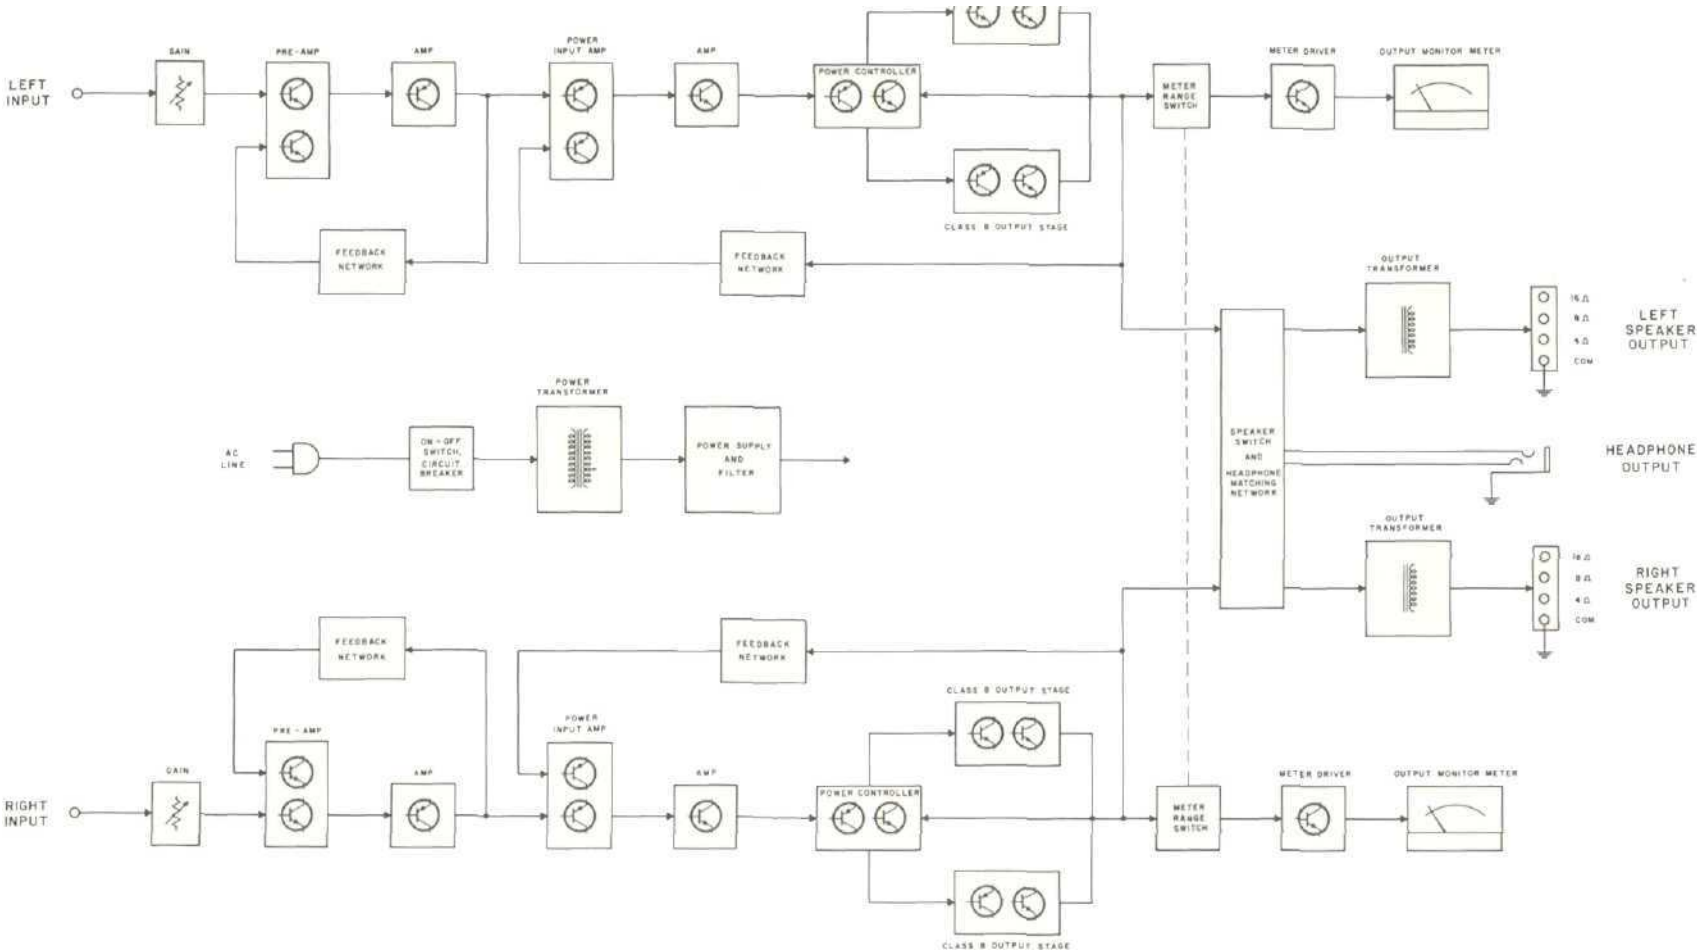 GAIN
PRE-AMP
AMP
POWER
INPUT AMP
AMP
POWER CONTROLLER
METER DRIVER
OUTPUT MONITOR METER
LEFT
INPUT
METER
RANGE
SWITCH
CLASS B OUTPUT STAGE
FEEDBACK
NETWORK
FEEDBACK
NETWORK
OUTPUT
TRANSFORMER
16 Ω
8 Ω
4 Ω
COM
LEFT
SPEAKER
OUTPUT
POWER
TRANSFORMER
AC
LINE
ON-OFF
SWITCH,
CIRCUIT
BREAKER
POWER SUPPLY
AND
FILTER
SPEAKER
SWITCH
AND
HEADPHONE
MATCHING
NETWORK
HEADPHONE
OUTPUT
OUTPUT
TRANSFORMER
16 Ω
8 Ω
4 Ω
COM
RIGHT
SPEAKER
OUTPUT
FEEDBACK
NETWORK
FEEDBACK
NETWORK
CLASS B OUTPUT STAGE
PRE-AMP
POWER
INPUT AMP
GAIN
AMP
AMP
POWER CONTROLLER
METER DRIVER
OUTPUT MONITOR METER
RIGHT
INPUT
METER
RANGE
SWITCH
CLASS B OUTPUT STAGE